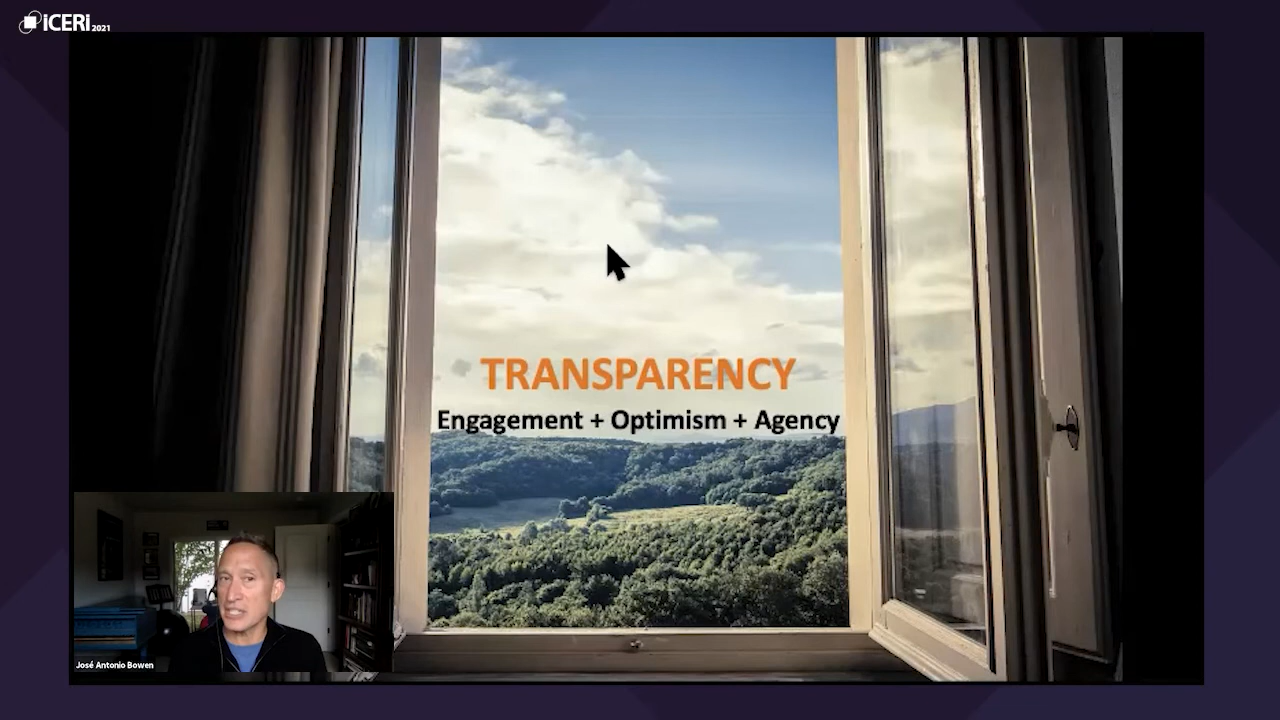 iCERi2021
TRANSPARENCY
Engagement + Optimism + Agency
José Antonio Bowen